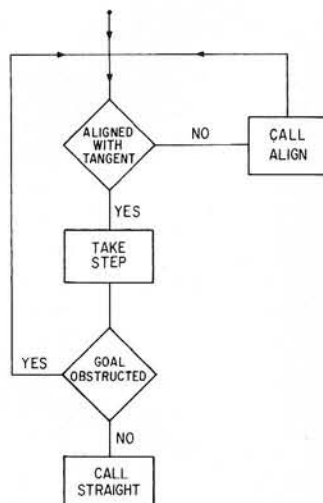 ALIGNED
WITH
TANGENT
NO
CALL
ALIGN
YES
TAKE
STEP
YES
GOAL
OBSTRUCTED
NO
CALL
STRAIGHT